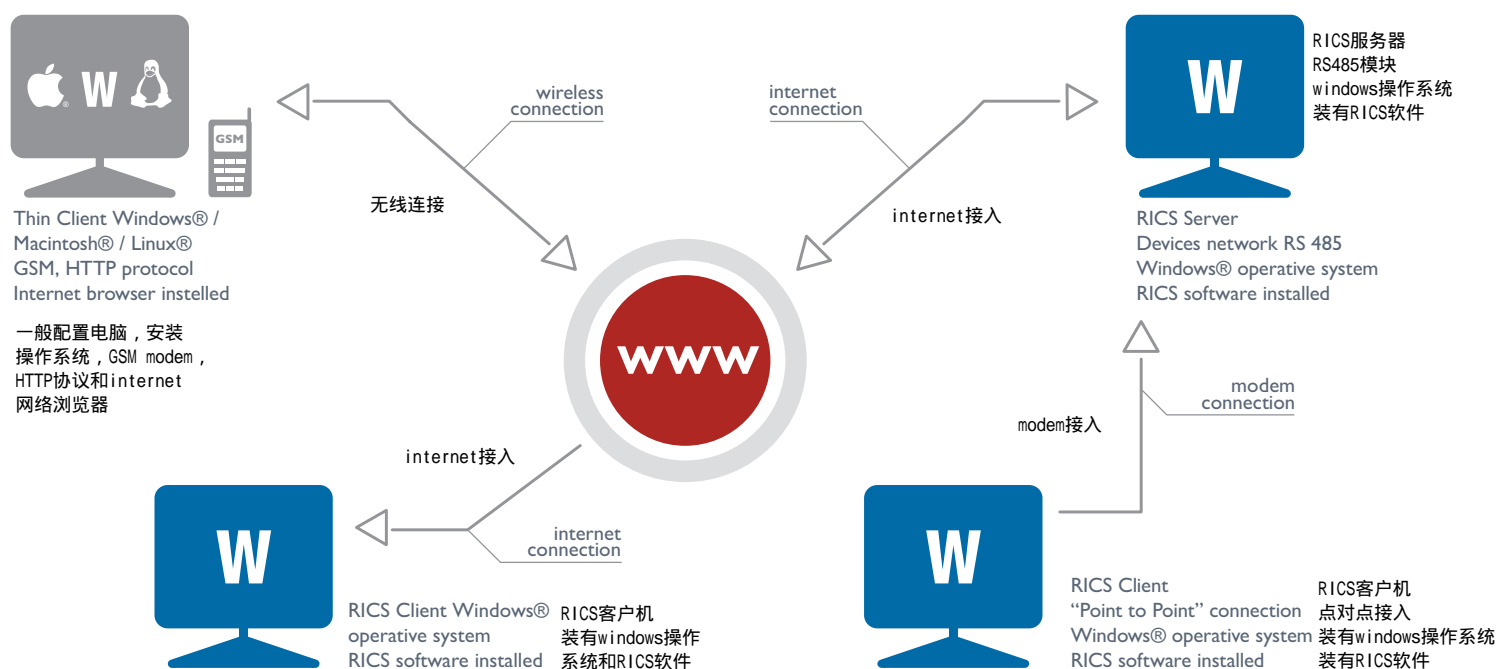 W
GSM
Thin Client Windows® /
Macintosh® / Linux®
GSM, HTTP protocol
Internet browser instelled
一般配置电脑，安装
操作系统，GSM modem，
HTTP协议和internet
网络浏览器
wireless
connection
无线连接
internet
connection
internet接入
W
RICS服务器
RS485模块
windows操作系统
装有RICS软件
RICS Server
Devices network RS 485
Windows® operative system
RICS software installed
www
modem
connection
modem接入
internet接入
internet
connection
W
RICS Client Windows®
operative system
RICS software installed
RICS客户机
装有windows操作
系统和RICS软件
W
RICS Client
“Point to Point” connection
Windows® operative system
RICS software installed
RICS客户机
点对点接入
装有windows操作系统
装有RICS软件